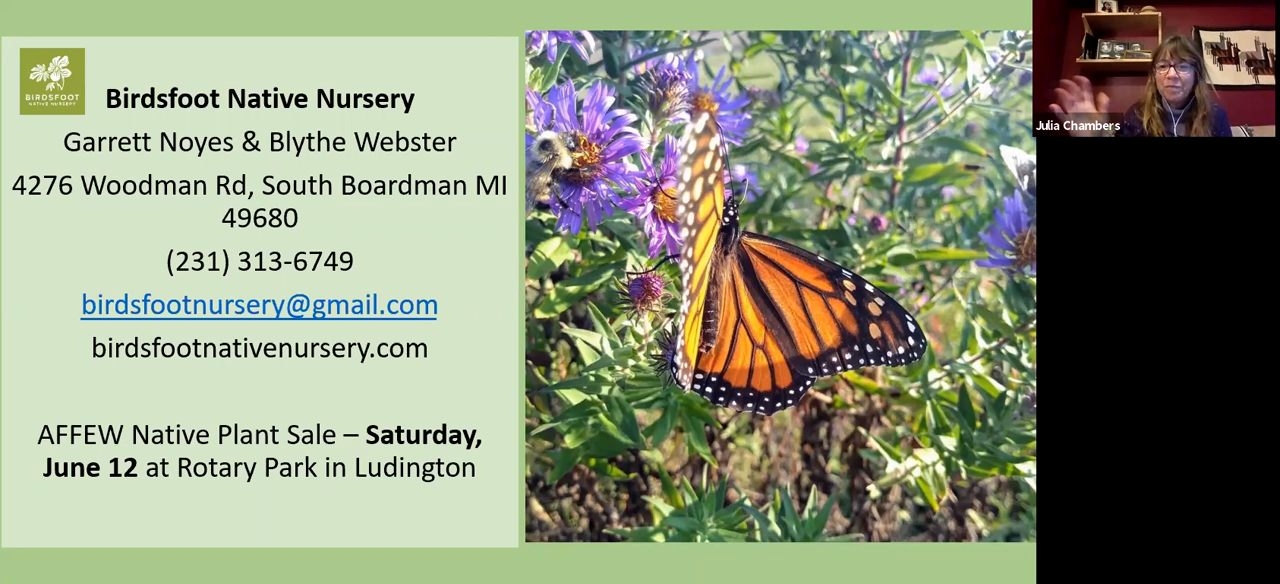 BIRDSFOOT
NATIVE NURSERY
Birdsfoot Native Nursery
Garrett Noyes & Blythe Webster
4276 Woodman Rd, South Boardman MI
49680
(231) 313-6749
birdsfootnursery@gmail.com
birdsfootnativenursery.com
AFFEW Native Plant Sale – Saturday,
June 12 at Rotary Park in Ludington
Julia Chambers